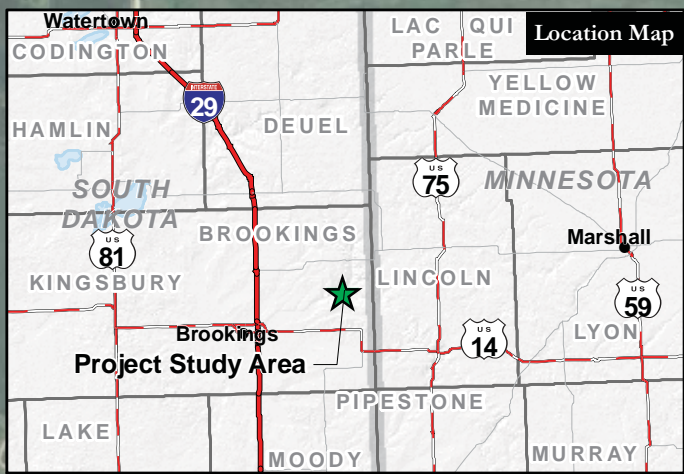 Location Map
Watertown
CODINGTON
LAC QUI
PARLE
YELLOW
MEDICINE
INTERSTATE
29
HAMLIN
DEUEL
SOUTH
DAKOTA
US
75
MINNESOTA
US
81
BROOKINGS
Marshall
KINGSBURY
LINCOLN
US
59
Brookings
US
14
LYON
Project Study Area
PIPESTONE
LAKE
MOODY
MURRAY